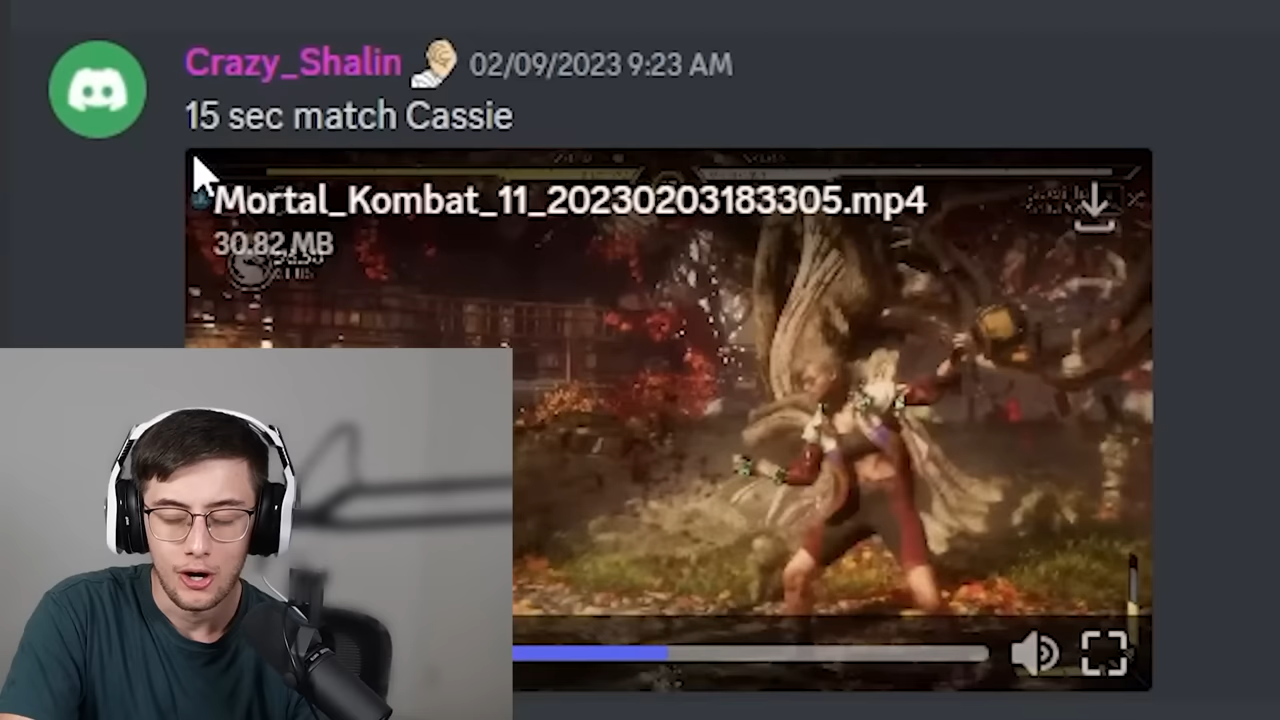 Crazy_Shalin 02/09/2023 9:23 AM
15 sec match Cassie
Mortal_Kombat_11_20230203183305.mp4
30.82 MB